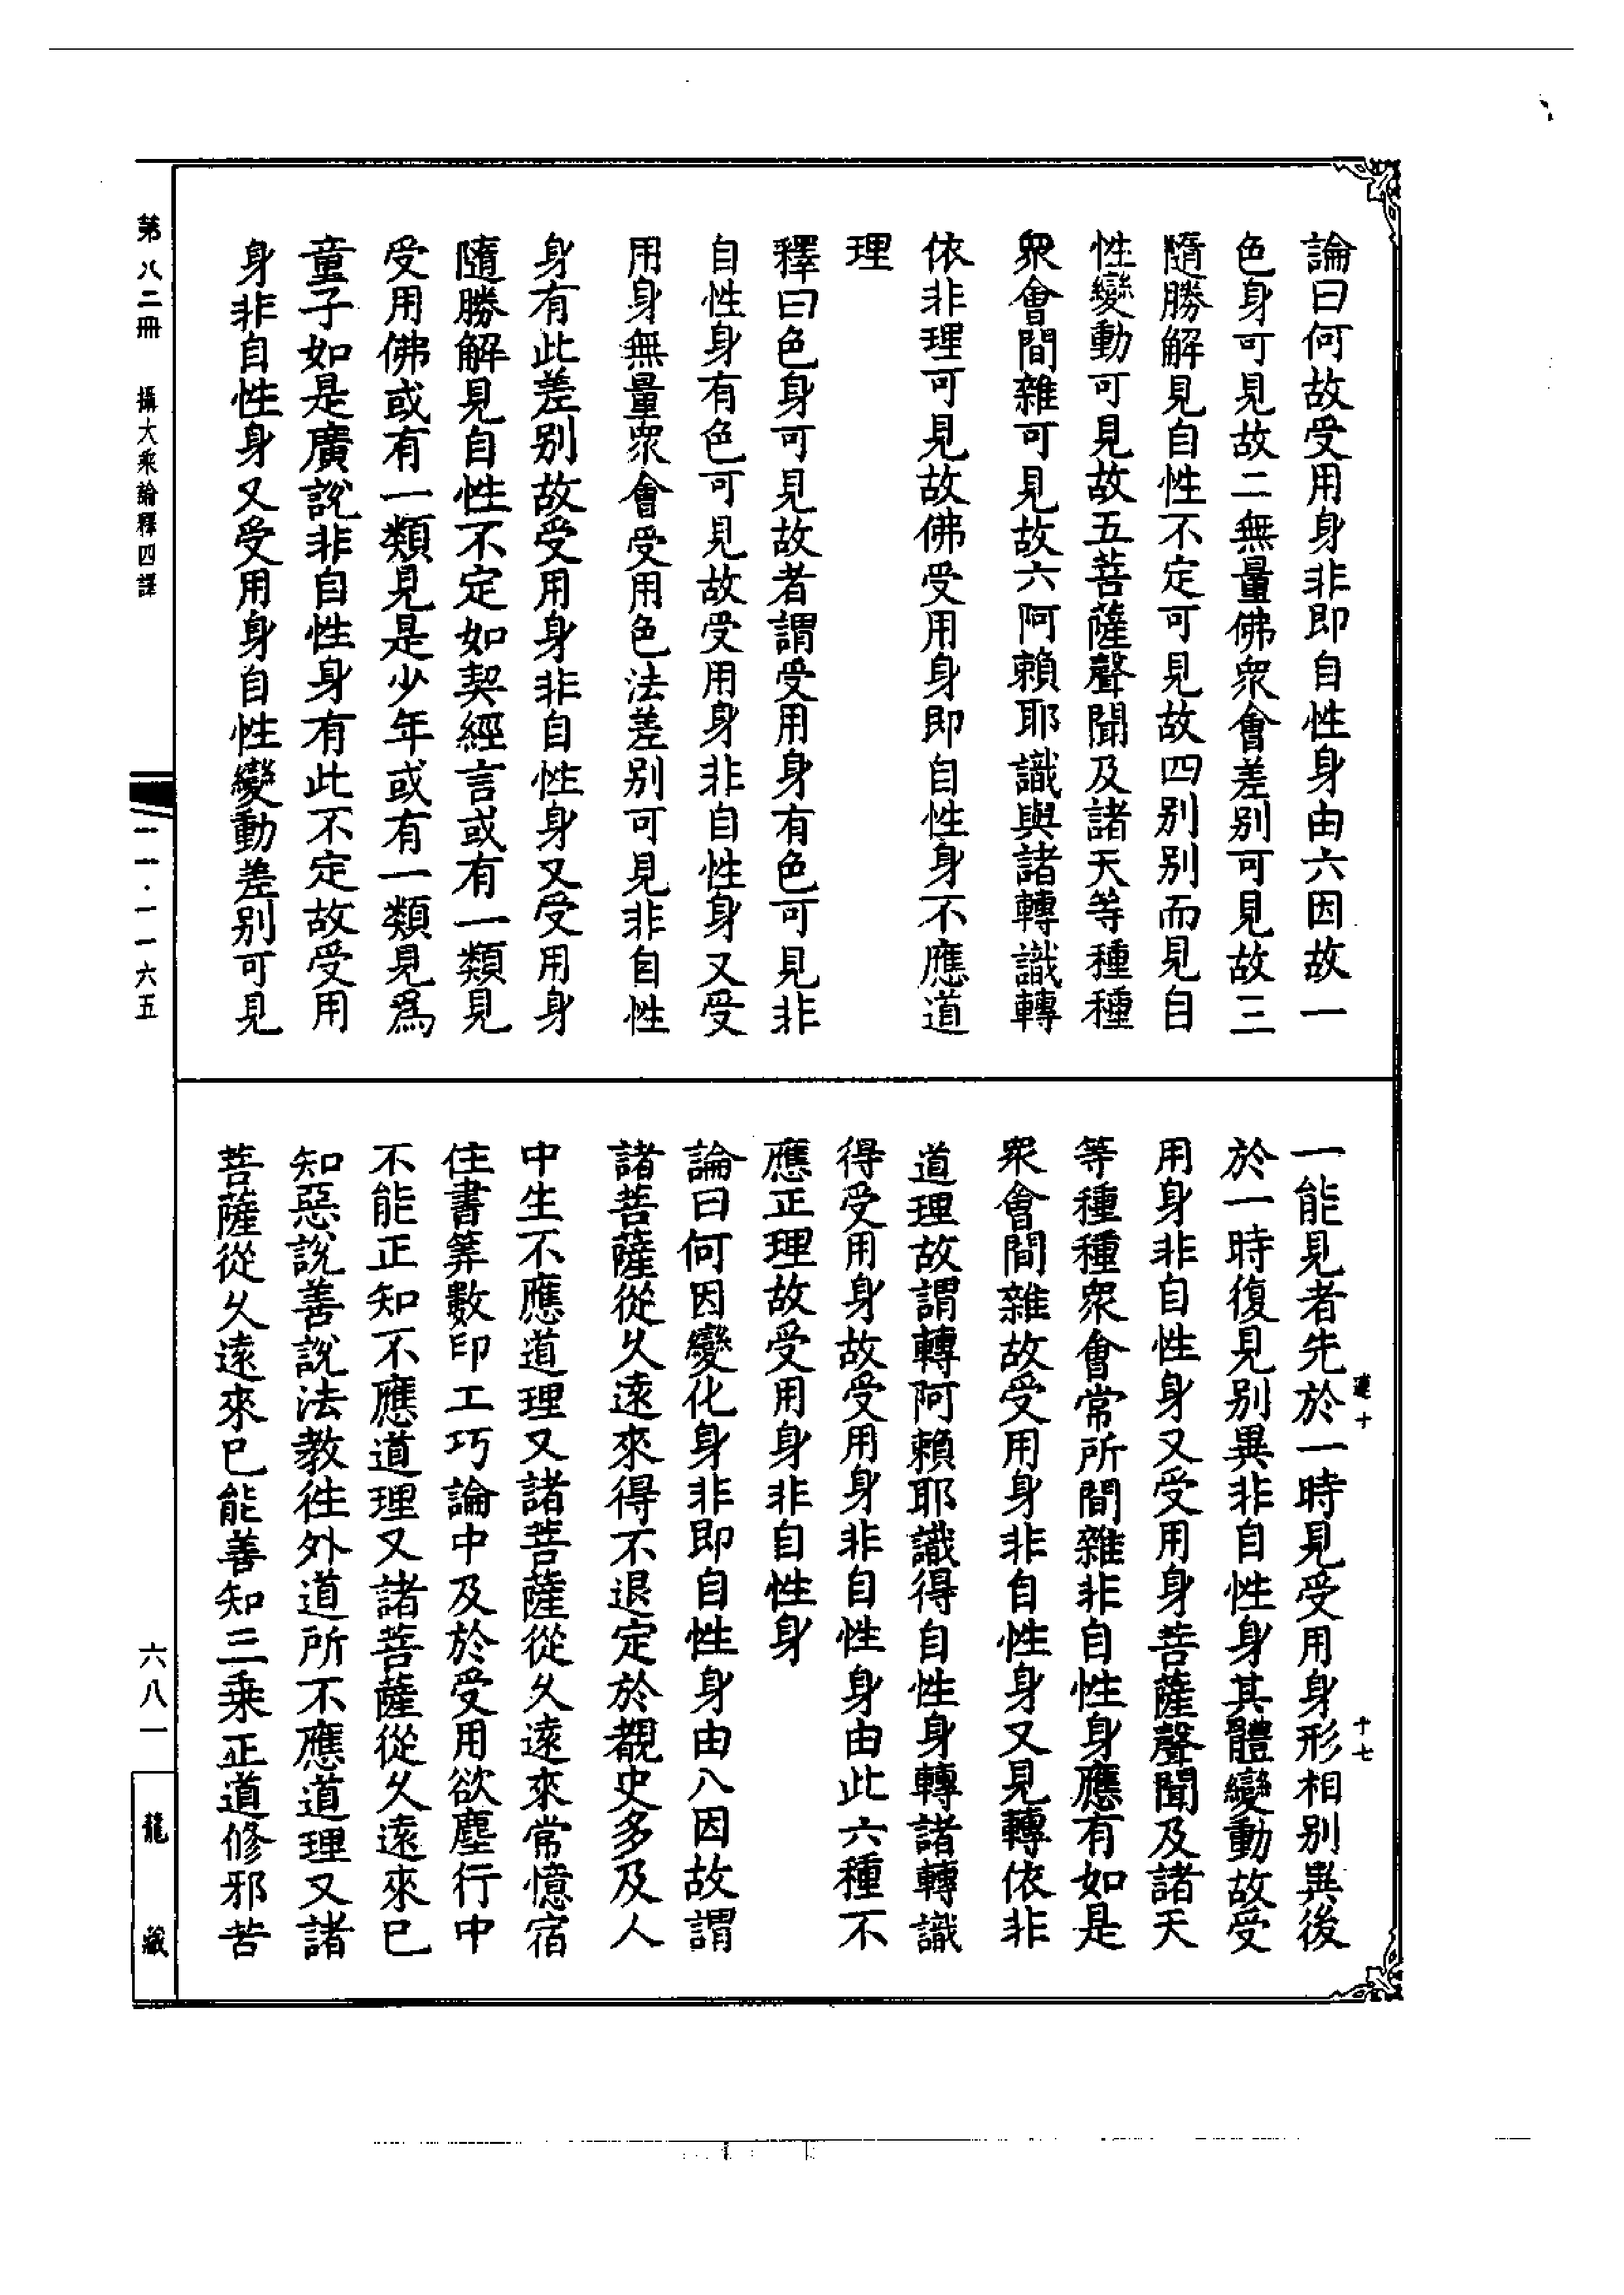 論曰何故受用身非即自性身由六因故一
色身可見故二無量佛衆會差别可見故三
隨勝解見自性不定可見故四别别而見自
性變動可見故五菩薩聲聞及諸天等種種
衆會間雜可見故六阿賴耶識與諸轉識轉
依非理可見故佛受用身即自性身不應道
理
釋曰色身可見故者謂受用身有色可見非
自性身有色可見故受用身非自性身又受
用身無量衆會受用色法差别可見非自性
身有此差别故受用身非自性身又受用身
隨勝解見自性不定如契經言或有一類見
受用佛或有一類見是少年或有一類見爲
童子如是廣說非自性身有此不定故受用
身非自性身又受用身自性變動差别可見
一能見者先於一時見受用身形相别異後
於一時復見别異非自性身其體變動故受
用身非自性身又受用身菩薩聲聞及諸天
等種種衆會常所間雜非自性身應有如是
衆會間雜故受用身非自性身又見轉依非
道理故謂轉阿賴耶識得自性身轉諸轉識
得受用身故受用身非自性身由此六種不
應正理故受用身非自性身
論曰何因變化身非即自性身由八因故謂
諸菩薩從久遠來得不退定於覩史多及人
中生不應道理又諸菩薩從久遠來常憶宿
住書筭數印工巧論中及於受用欲塵行中
不能正知不應道理又諸菩薩從久遠來已
知惡說善說法教往外道所不應道理又諸
菩薩從久遠來已能善知三乘正道修邪苦
十
十七
第八二冊　攝大乘論釋四譯
一一·一一六五
六八一
龍藏